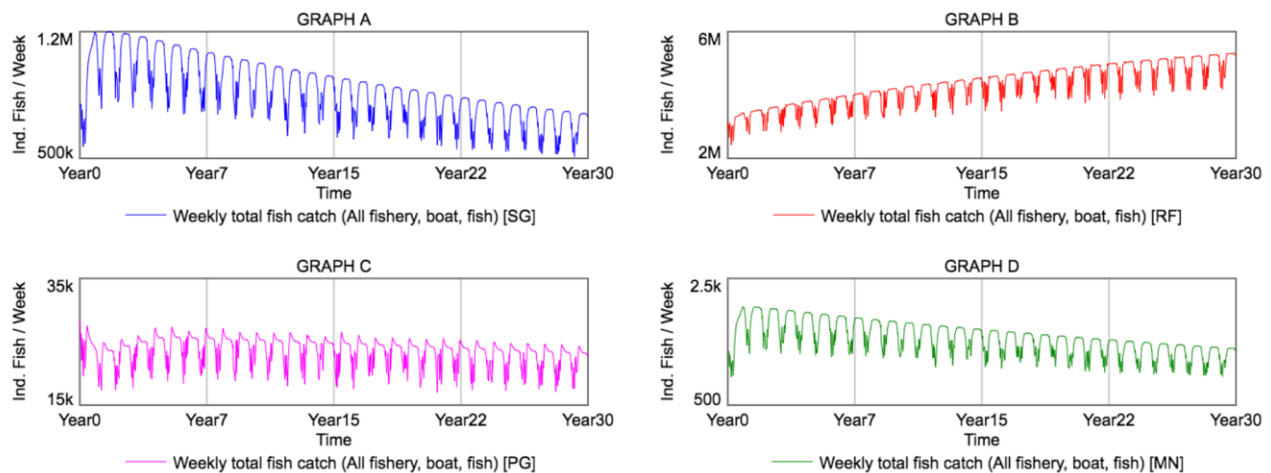 GRAPH A
1.2M
Ind. Fish / Week
500k
Year0 Year7 Year15 Year22 Year30
Time
Weekly total fish catch (All fishery, boat, fish) [SG]
GRAPH B
6M
Ind. Fish / Week
2M
Year0 Year7 Year15 Year22 Year30
Time
Weekly total fish catch (All fishery, boat, fish) [RF]
GRAPH C
35k
Ind. Fish / Week
15k
Year0 Year7 Year15 Year22 Year30
Time
Weekly total fish catch (All fishery, boat, fish) [PG]
GRAPH D
2.5k
Ind. Fish / Week
500
Year0 Year7 Year15 Year22 Year30
Time
Weekly total fish catch (All fishery, boat, fish) [MN]